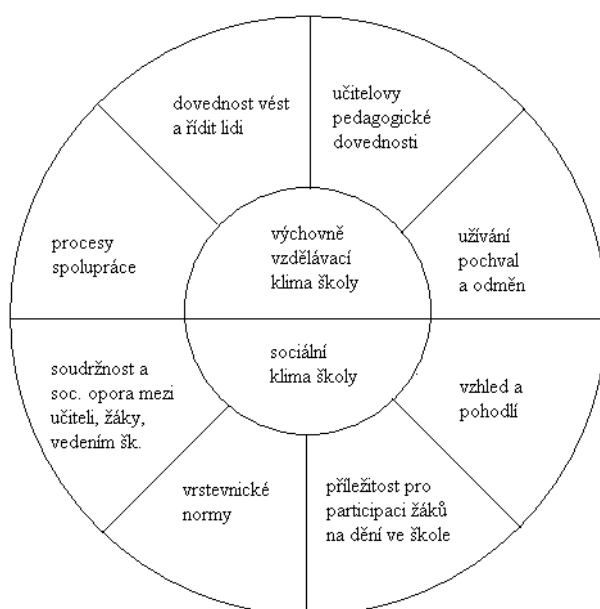 dovednost vést
a řídit lidi
učitelovy
pedagogické
dovednosti
procesy
spolupráce
výchovně
vzdělávací
klima školy
užívání
pochval
a odměn
soudržnost a
soc. opora mezi
učiteli, žáky,
vedením šk.
sociální
klima školy
vzhled a
pohodlí
vrstevnické
normy
příležitost pro
participaci žáků
na dění ve škole